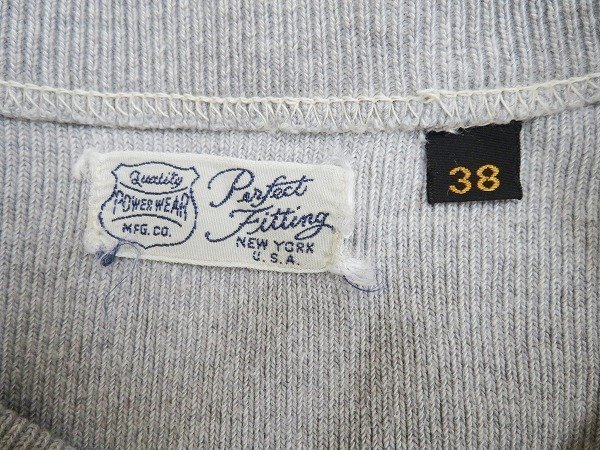 Quality
POWER WEAR
MFG. CO.
Perfect
Fitting
NEW YORK
U. S. A.
38